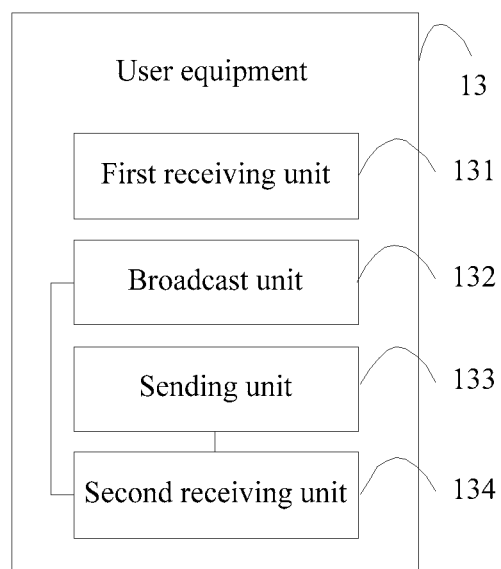 User equipment
13
First receiving unit
131
Broadcast unit
132
Sending unit
133
Second receiving unit
134